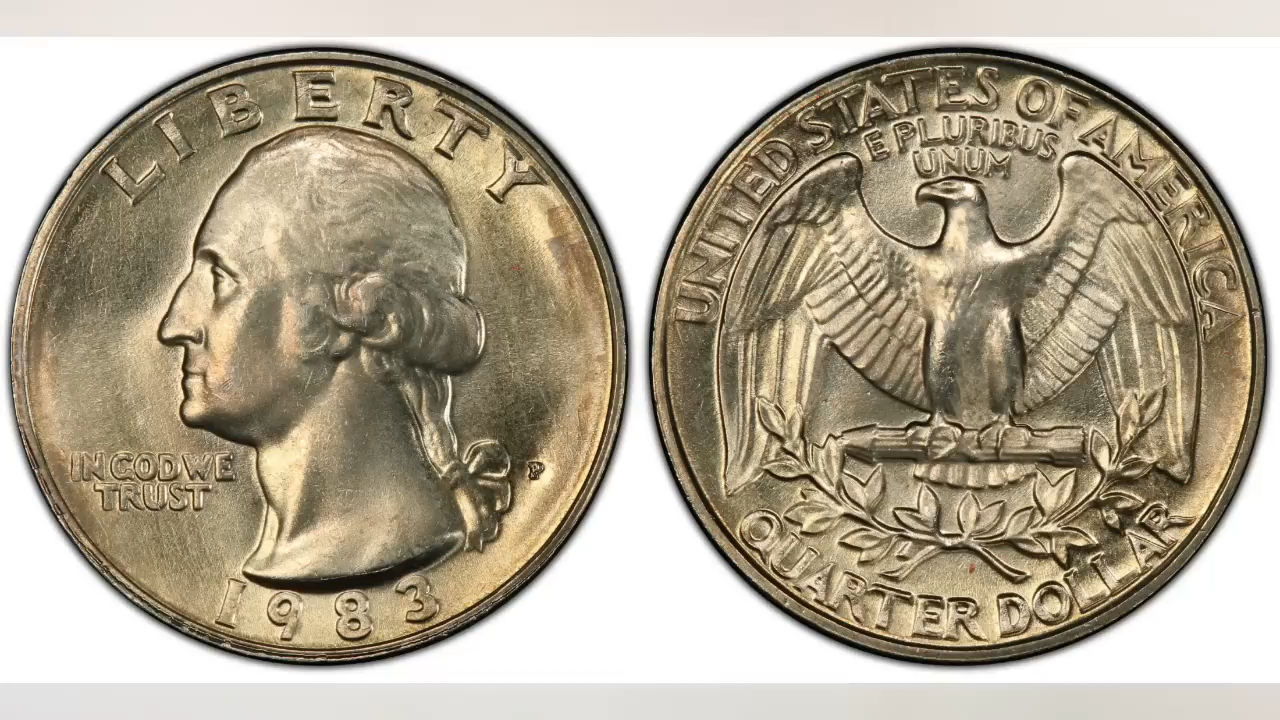 LIBERTY
IN GOD WE
TRUST
P
1983
UNITED STATES OF AMERICA
E PLURIBUS
UNUM
QUARTER DOLLAR